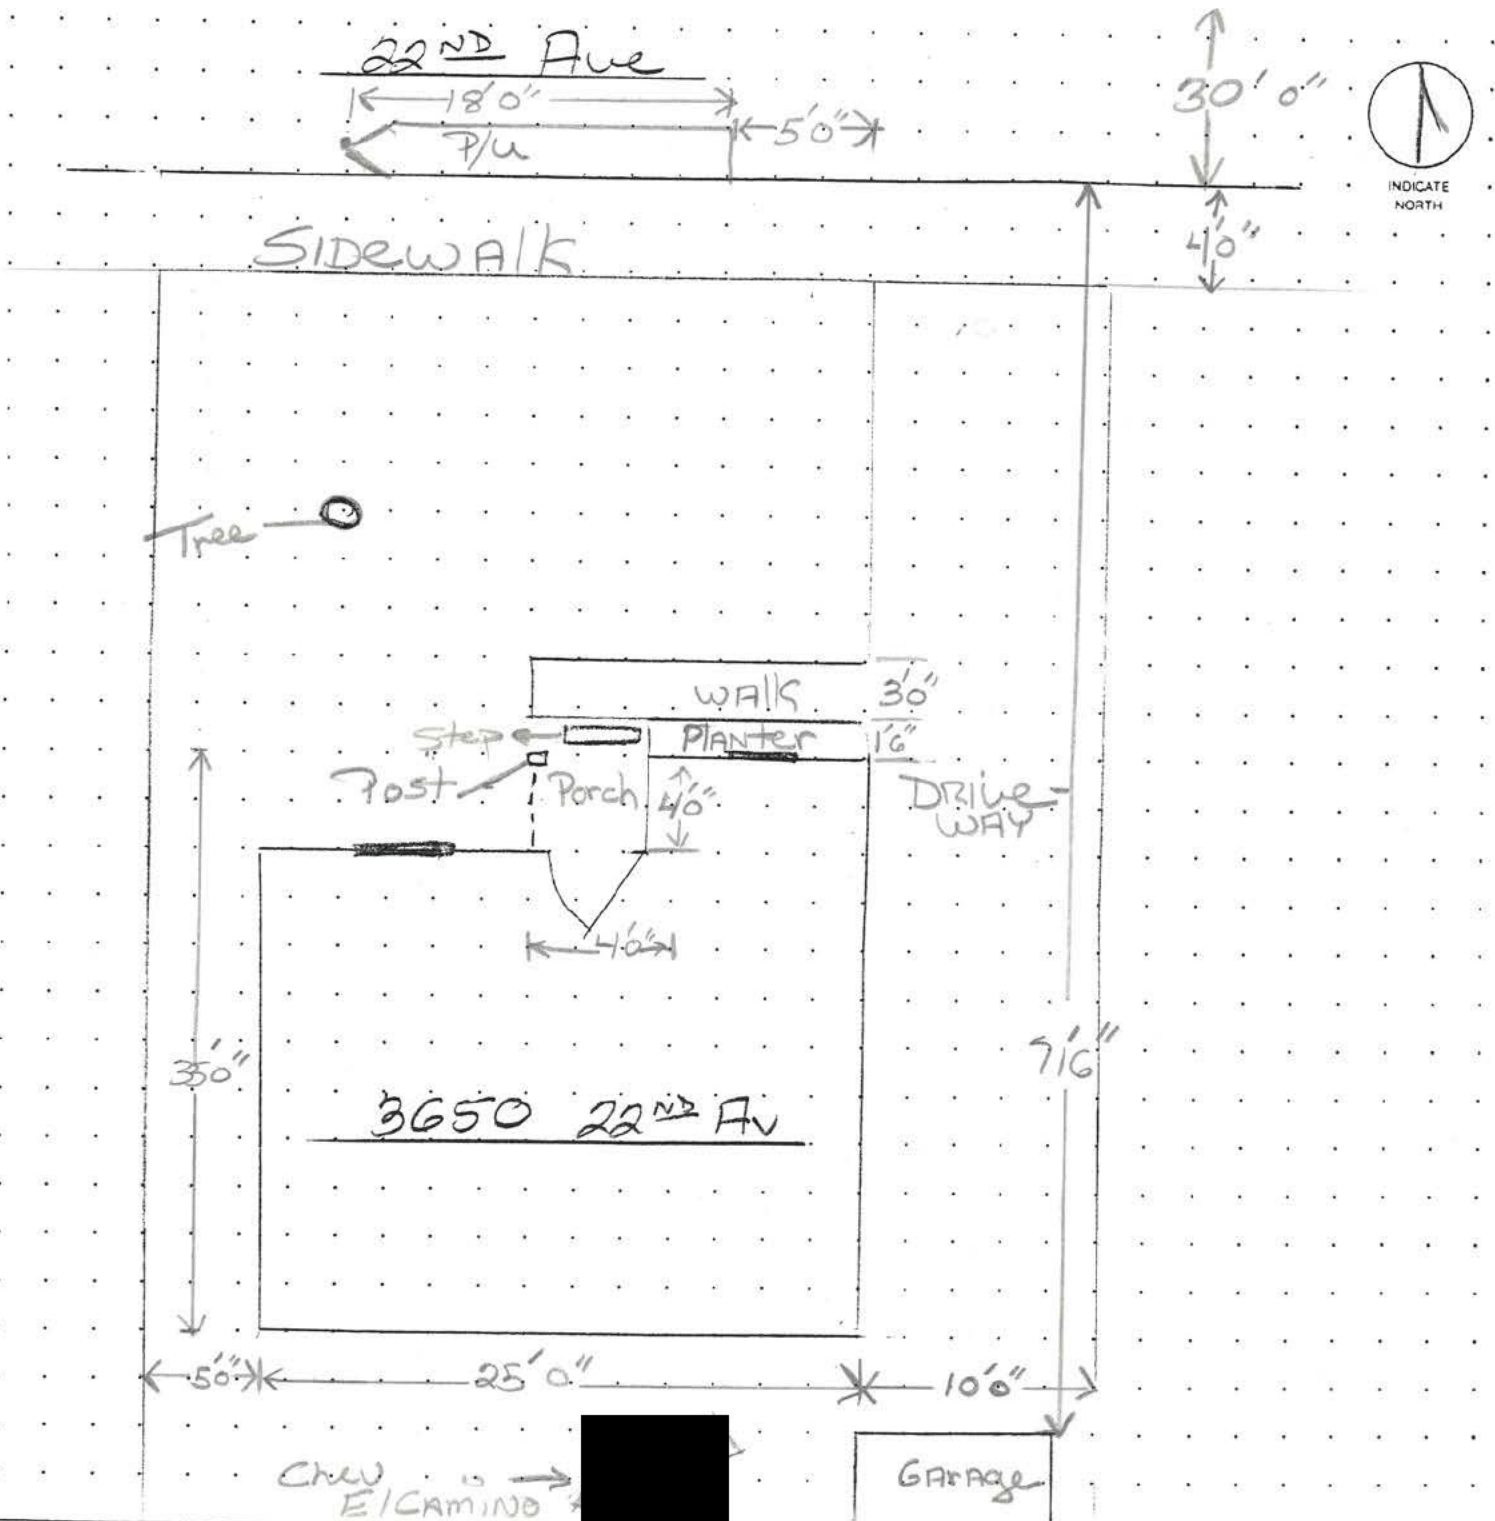 22ND Ave
18'0"
30'0"
5'0"
P/U
INDICATE
NORTH
4'0"
SIDEWALK
Tree
WALK
3'0"
Step
PLANTER
1'6"
Post
Porch
4'0"
DRIVE-
WAY
4'0"
35'0"
3650 22ND AV
5'0"
25'0"
10'0"
Chev
El CAMINO
GARAGE